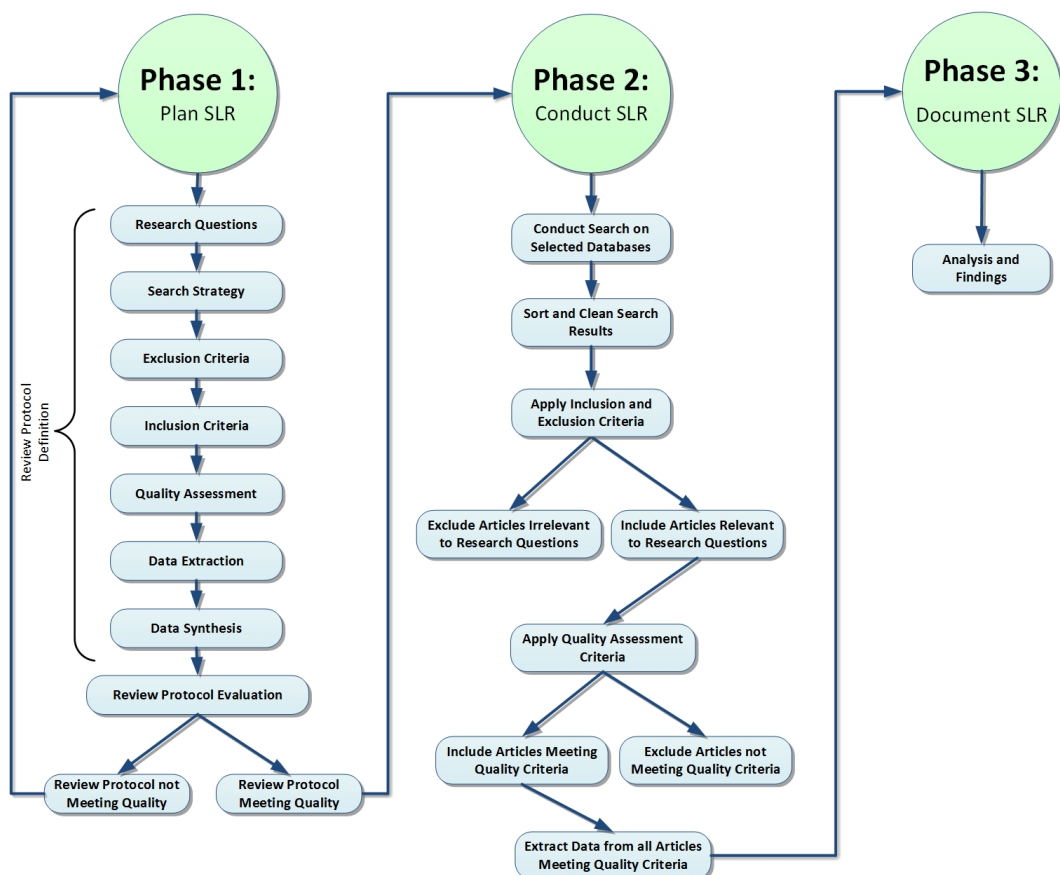 Phase 1:
Plan SLR
Research Questions
Search Strategy
Exclusion Criteria
Inclusion Criteria
Quality Assessment
Data Extraction
Data Synthesis
Review Protocol
Definition
Review Protocol Evaluation
Review Protocol not
Meeting Quality
Review Protocol
Meeting Quality
Phase 2:
Conduct SLR
Conduct Search on
Selected Databases
Sort and Clean Search
Results
Apply Inclusion and
Exclusion Criteria
Exclude Articles Irrelevant
to Research Questions
Include Articles Relevant
to Research Questions
Apply Quality Assessment
Criteria
Include Articles Meeting
Quality Criteria
Exclude Articles not
Meeting Quality Criteria
Extract Data from all Articles
Meeting Quality Criteria
Phase 3:
Document SLR
Analysis and
Findings